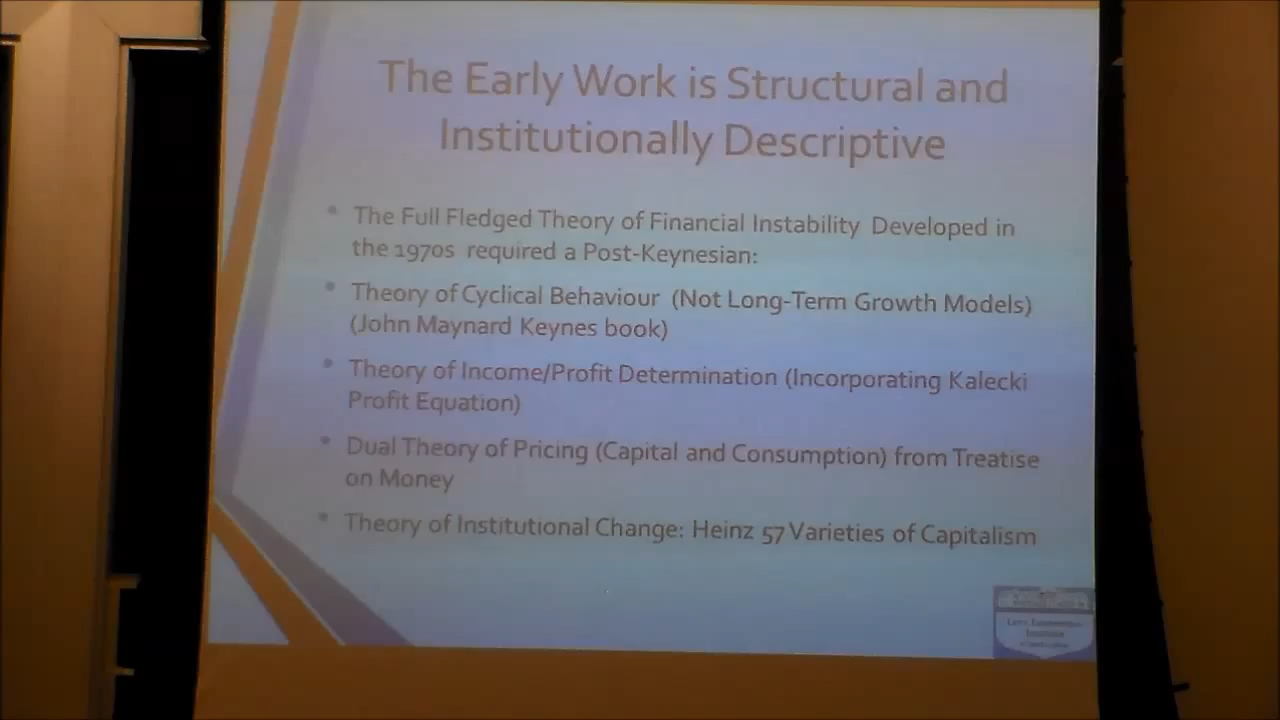 The Early Work is Structural and
Institutionally Descriptive
• The Full Fledged Theory of Financial Instability Developed in
the 1970s required a Post-Keynesian:
• Theory of Cyclical Behaviour (Not Long-Term Growth Models)
(John Maynard Keynes book)
• Theory of Income/Profit Determination (Incorporating Kalecki
Profit Equation)
• Dual Theory of Pricing (Capital and Consumption) from Treatise
on Money
• Theory of Institutional Change: Heinz 57 Varieties of Capitalism
Levy Economics
Institute